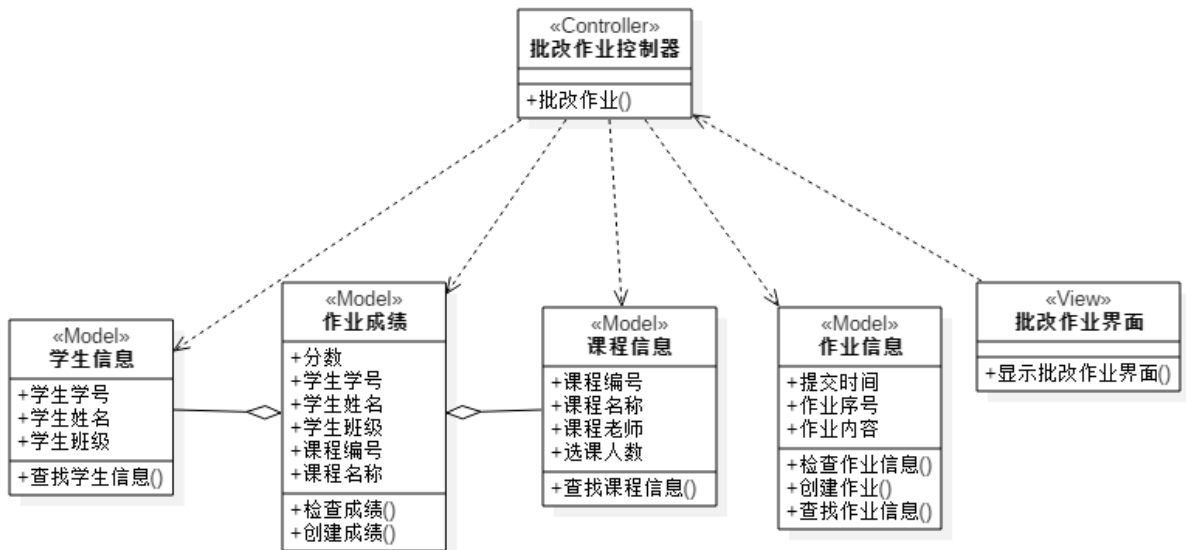 «Controller»
批改作业控制器
+批改作业()
«Model»
学生信息
+学生学号
+学生姓名
+学生班级
+查找学生信息()
«Model»
作业成绩
+分数
+学生学号
+学生姓名
+学生班级
+课程编号
+课程名称
+检查成绩()
+创建成绩()
«Model»
课程信息
+课程编号
+课程名称
+课程老师
+选课人数
+查找课程信息()
«Model»
作业信息
+提交时间
+作业序号
+作业内容
+检查作业信息()
+创建作业()
+查找作业信息()
«View»
批改作业界面
+显示批改作业界面()